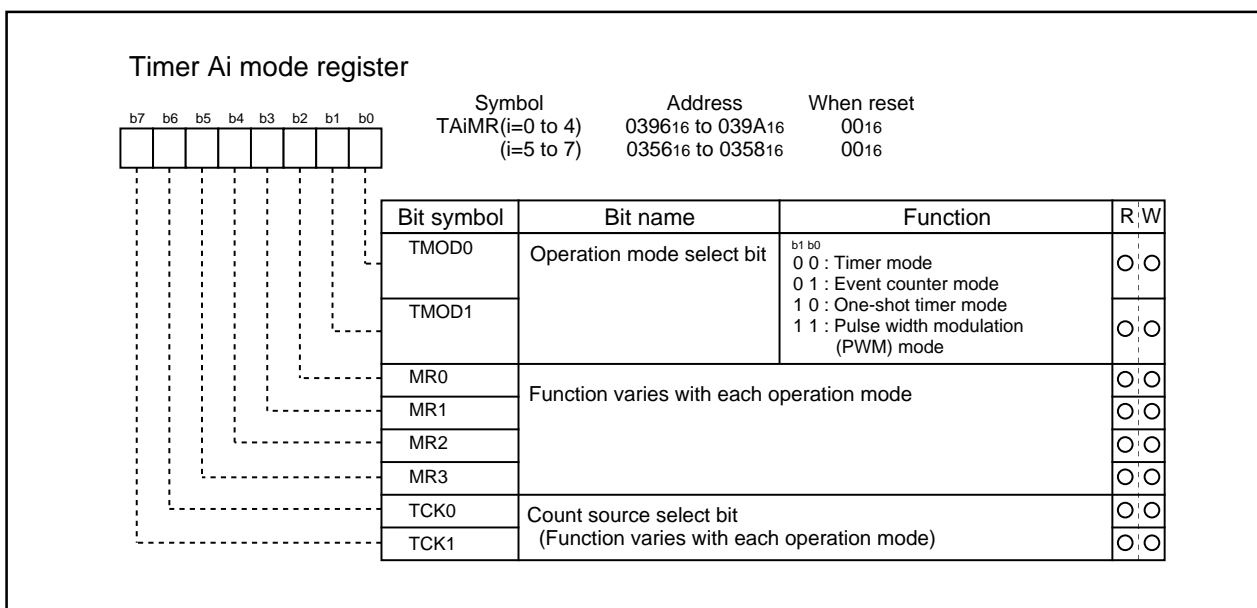 Timer Ai mode register
Symbol Address When reset
TAiMR(i=0 to 4) 039616 to 039A16 0016
(i=5 to 7) 035616 to 035816 0016
b7 b6 b5 b4 b3 b2 b1 b0
Bit symbol Bit name Function R W
TMOD0 Operation mode select bit b1 b0
0 0 : Timer mode
0 1 : Event counter mode
TMOD1 1 0 : One-shot timer mode
1 1 : Pulse width modulation
(PWM) mode
MR0 Function varies with each operation mode
MR1
MR2
MR3
TCK0 Count source select bit
TCK1 (Function varies with each operation mode)